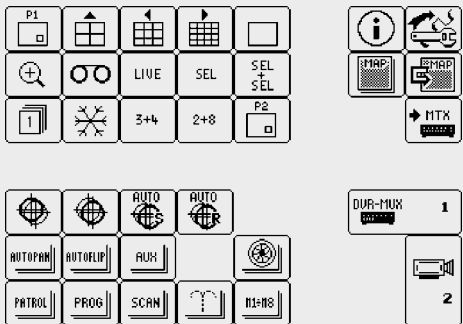 P1
MAP
MAP
LIVE
SEL
SEL
+
SEL
1
3+4
2+8
P2
MTX
AUTO
S
AUTO
R
DVR-MUX
1
AUTOPAN
AUTOFLIP
AUX
PATROL
PROG
SCAN
M1=M8
2